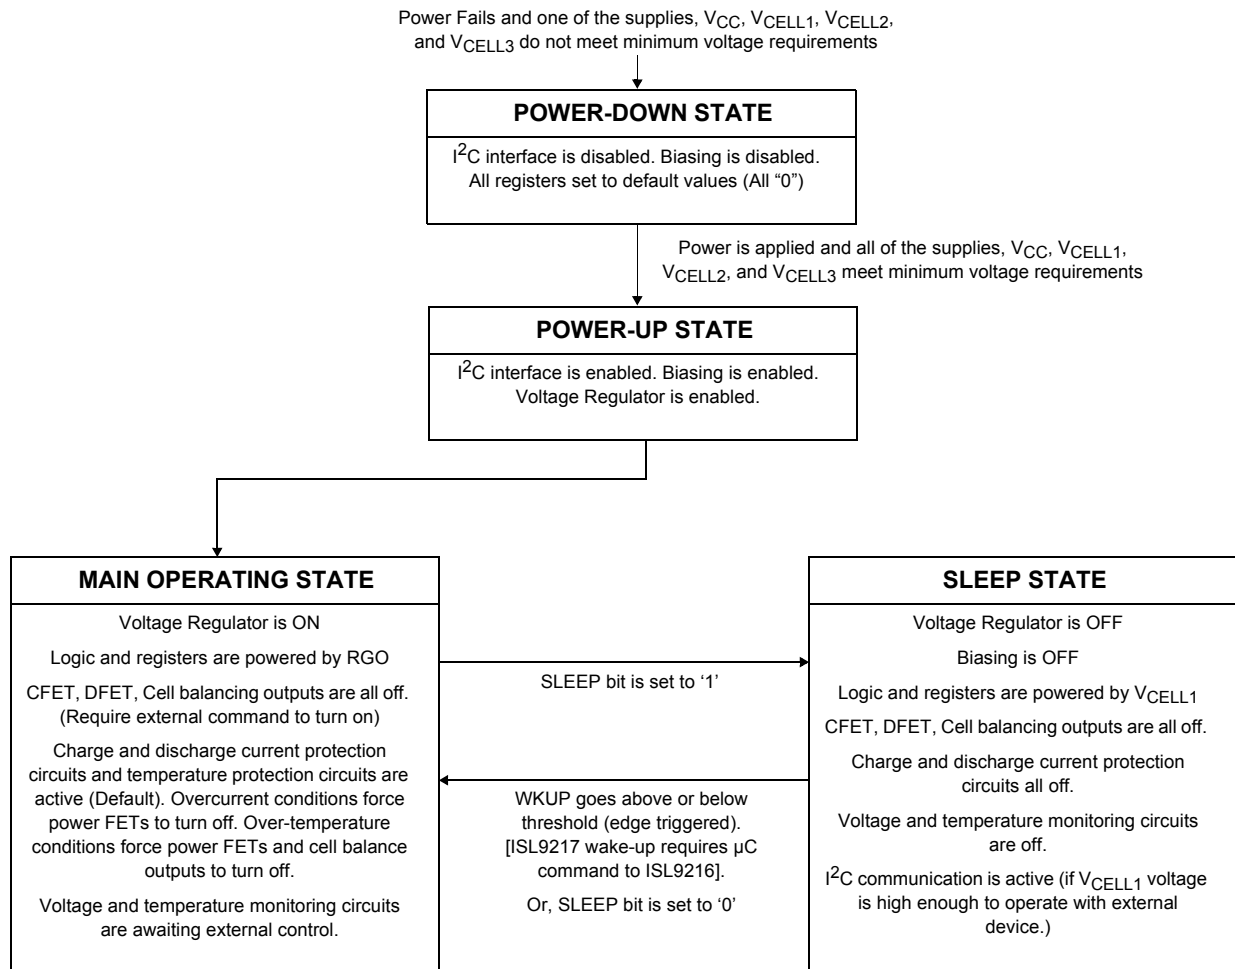 Power Fails and one of the supplies, VCC, VCELL1, VCELL2,
and VCELL3 do not meet minimum voltage requirements
POWER-DOWN STATE
I2C interface is disabled. Biasing is disabled.
All registers set to default values (All “0”)
Power is applied and all of the supplies, VCC, VCELL1,
VCELL2, and VCELL3 meet minimum voltage requirements
POWER-UP STATE
I2C interface is enabled. Biasing is enabled.
Voltage Regulator is enabled.
MAIN OPERATING STATE
Voltage Regulator is ON
Logic and registers are powered by RGO
CFET, DFET, Cell balancing outputs are all off.
(Require external command to turn on)
Charge and discharge current protection
circuits and temperature protection circuits are
active (Default). Overcurrent conditions force
power FETs to turn off. Over-temperature
conditions force power FETs and cell balance
outputs to turn off.
Voltage and temperature monitoring circuits
are awaiting external control.
SLEEP bit is set to ‘1’
WKUP goes above or below
threshold (edge triggered).
[ISL9217 wake-up requires µC
command to ISL9216].
Or, SLEEP bit is set to ‘0’
SLEEP STATE
Voltage Regulator is OFF
Biasing is OFF
Logic and registers are powered by VCELL1
CFET, DFET, Cell balancing outputs are all off.
Charge and discharge current protection
circuits all off.
Voltage and temperature monitoring circuits
are off.
I2C communication is active (if VCELL1 voltage
is high enough to operate with external
device.)